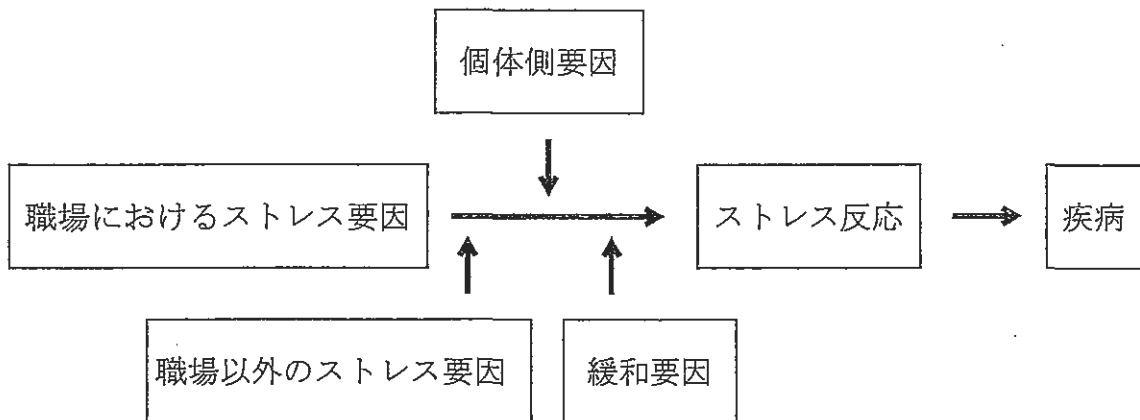 個体側要因
職場におけるストレス要因
ストレス反応
疾病
職場以外のストレス要因
緩和要因